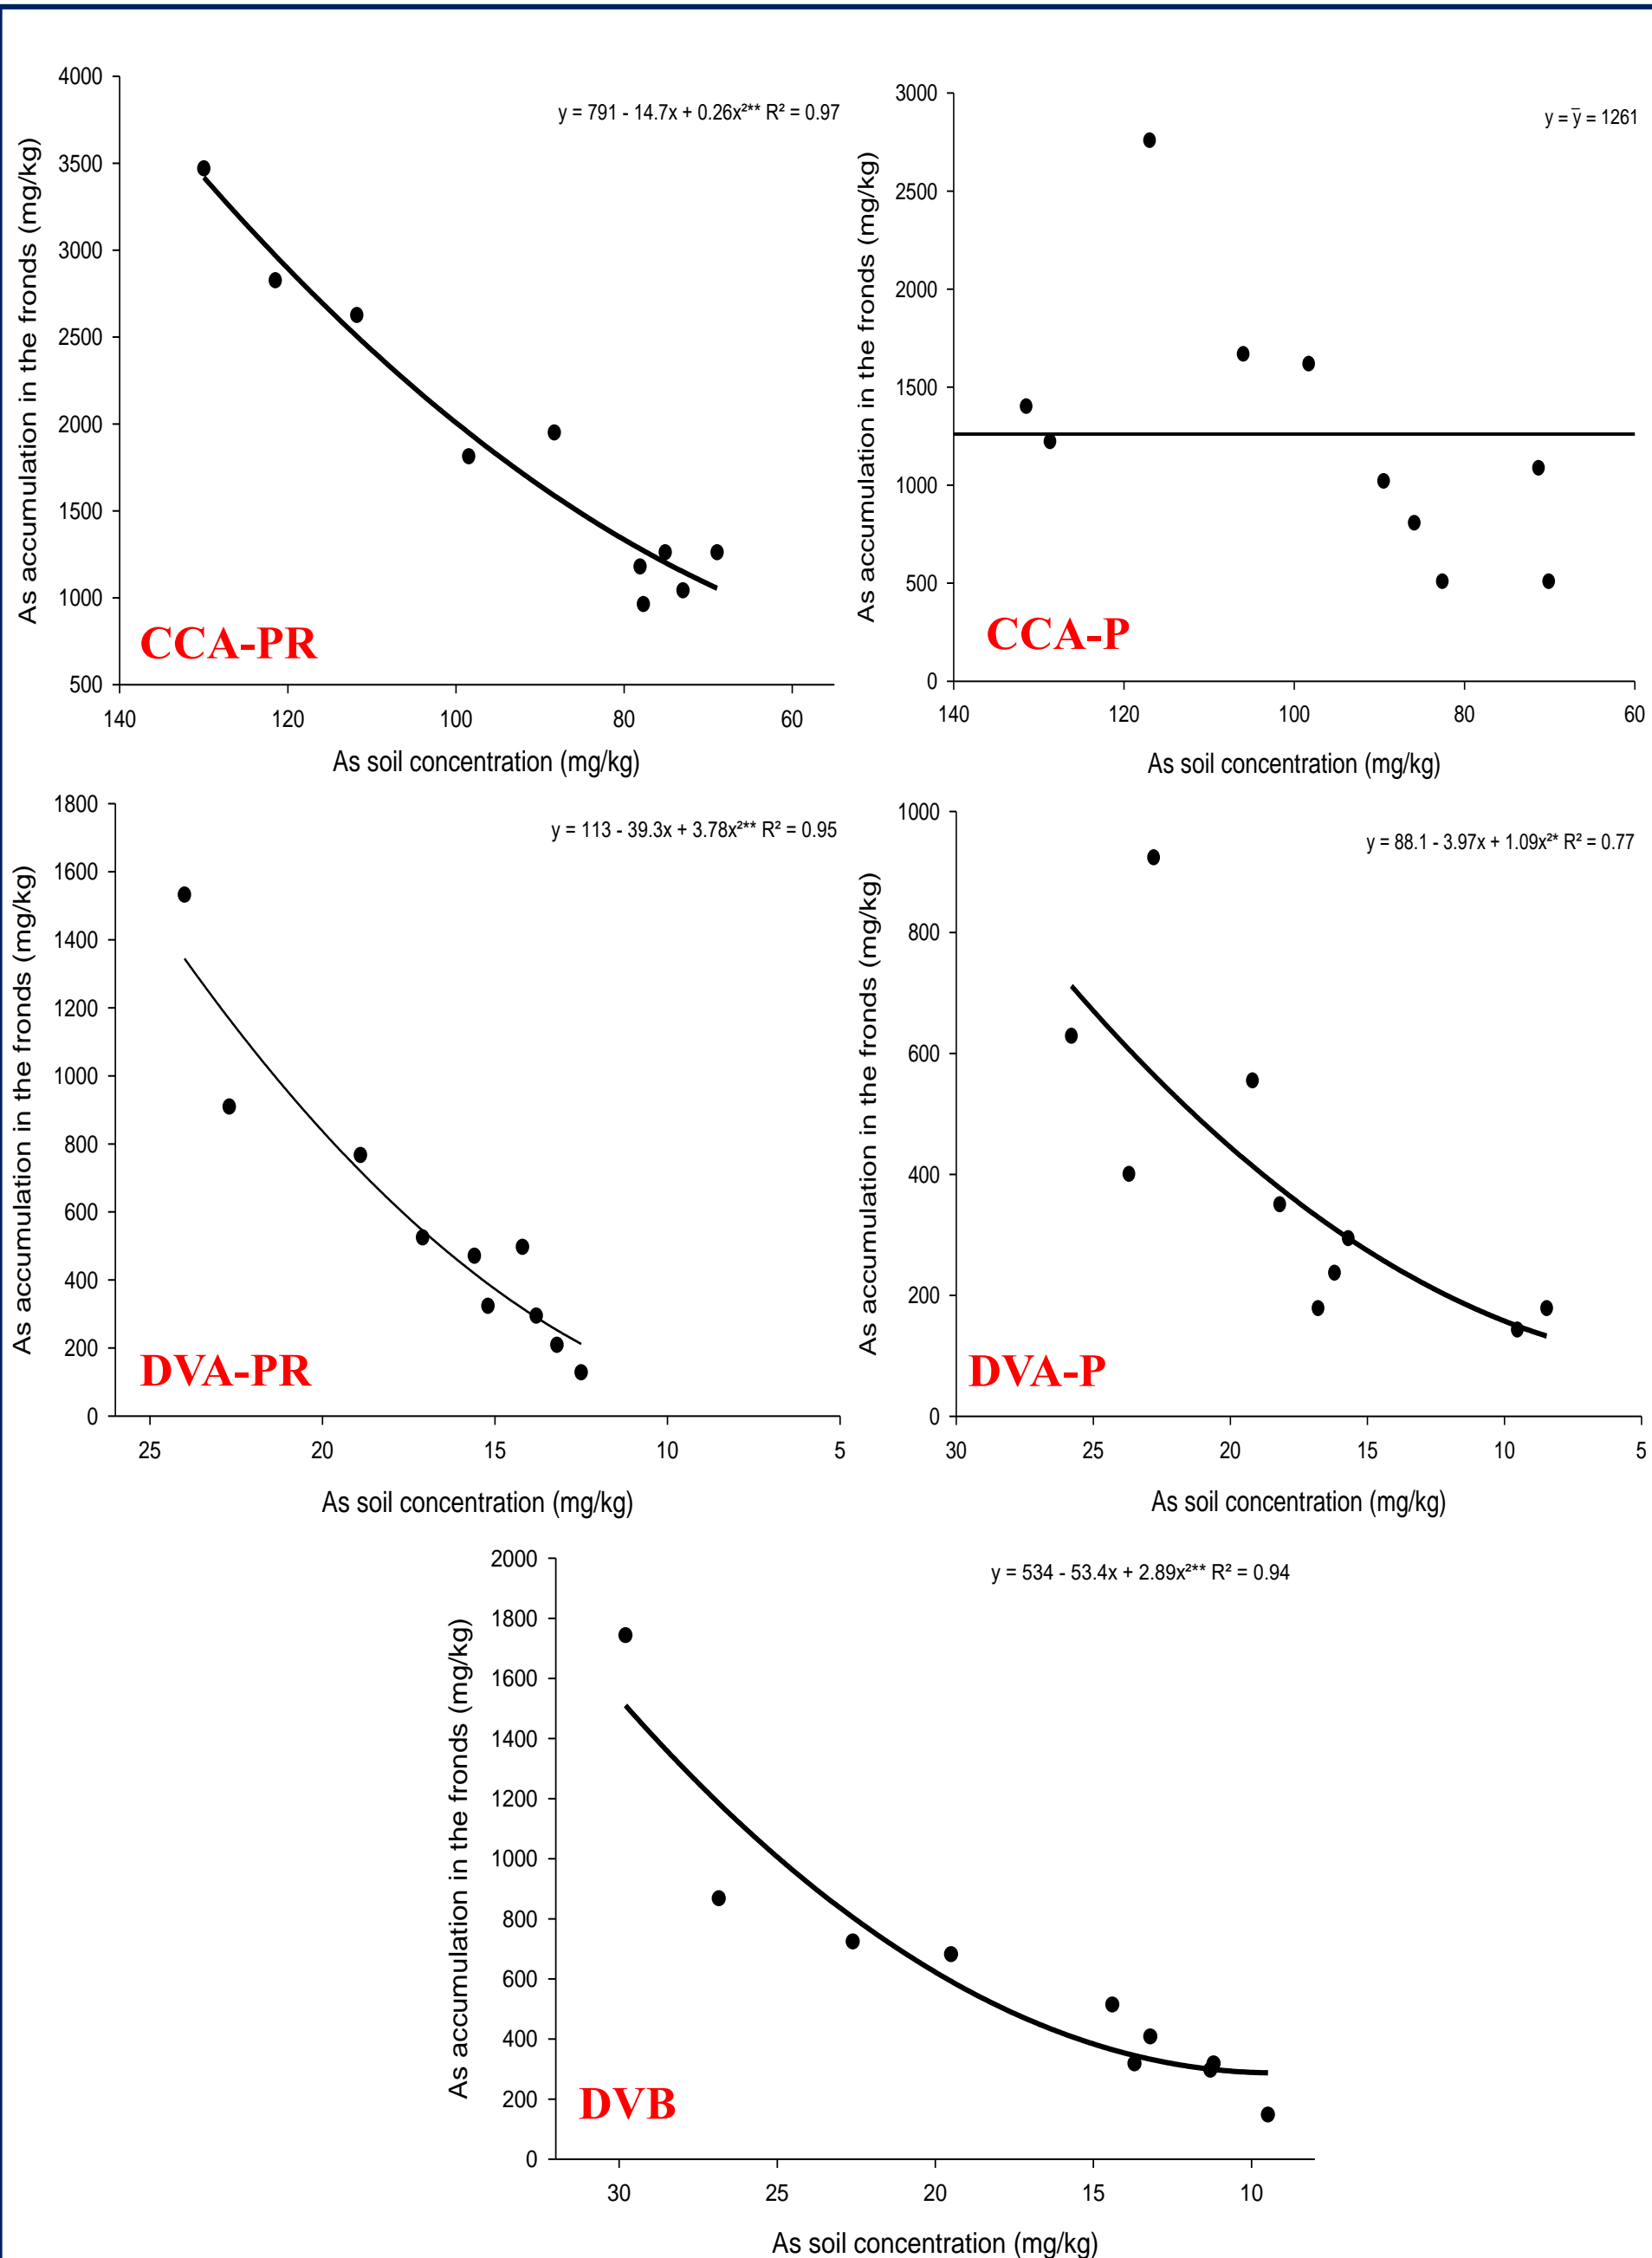 y = 791 - 14.7x + 0.26x²** R² = 0.97
4000
3500
3000
2500
2000
1500
1000
500
As accumulation in the fronds (mg/kg)
CCA-PR
140 120 100 80 60
As soil concentration (mg/kg)
y = y̅ = 1261
3000
2500
2000
1500
1000
500
0
As accumulation in the fronds (mg/kg)
CCA-P
140 120 100 80 60
As soil concentration (mg/kg)
y = 113 - 39.3x + 3.78x²** R² = 0.95
1800
1600
1400
1200
1000
800
600
400
200
0
As accumulation in the fronds (mg/kg)
DVA-PR
25 20 15 10 5
As soil concentration (mg/kg)
y = 88.1 - 3.97x + 1.09x²* R² = 0.77
1000
800
600
400
200
0
As accumulation in the fronds (mg/kg)
DVA-P
30 25 20 15 10 5
As soil concentration (mg/kg)
y = 534 - 53.4x + 2.89x²** R² = 0.94
2000
1800
1600
1400
1200
1000
800
600
400
200
0
As accumulation in the fronds (mg/kg)
DVB
30 25 20 15 10
As soil concentration (mg/kg)